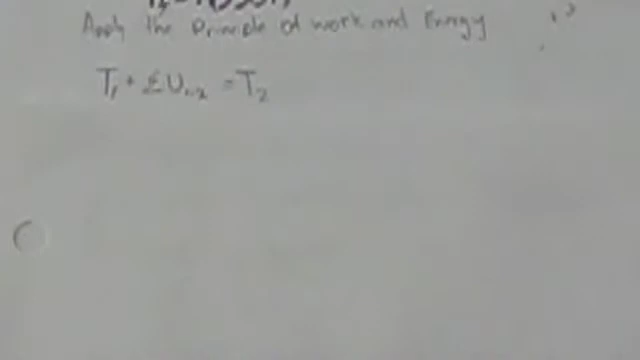 Apply the Principle of work and Energy
T₁ + ΣU₁₋₂ = T₂